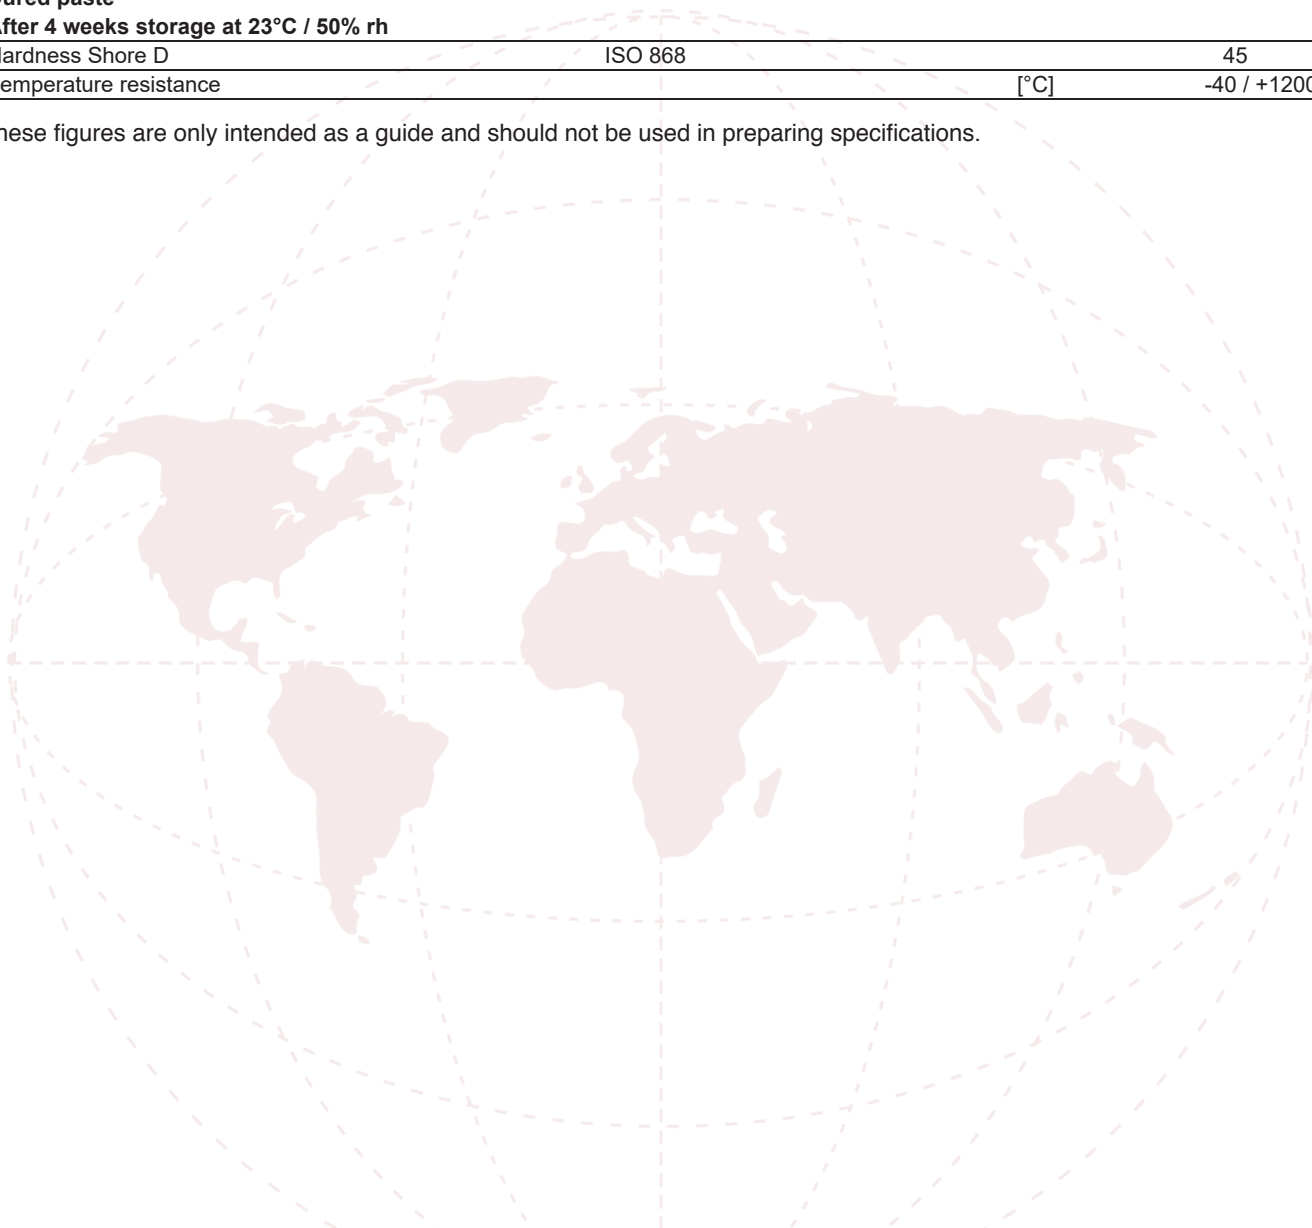 ured paste
fter 4 weeks storage at 23°C / 50% rh
ardness Shore D ISO 868 45
emperature resistance [°C] -40 / +1200
hese figures are only intended as a guide and should not be used in preparing specifications.